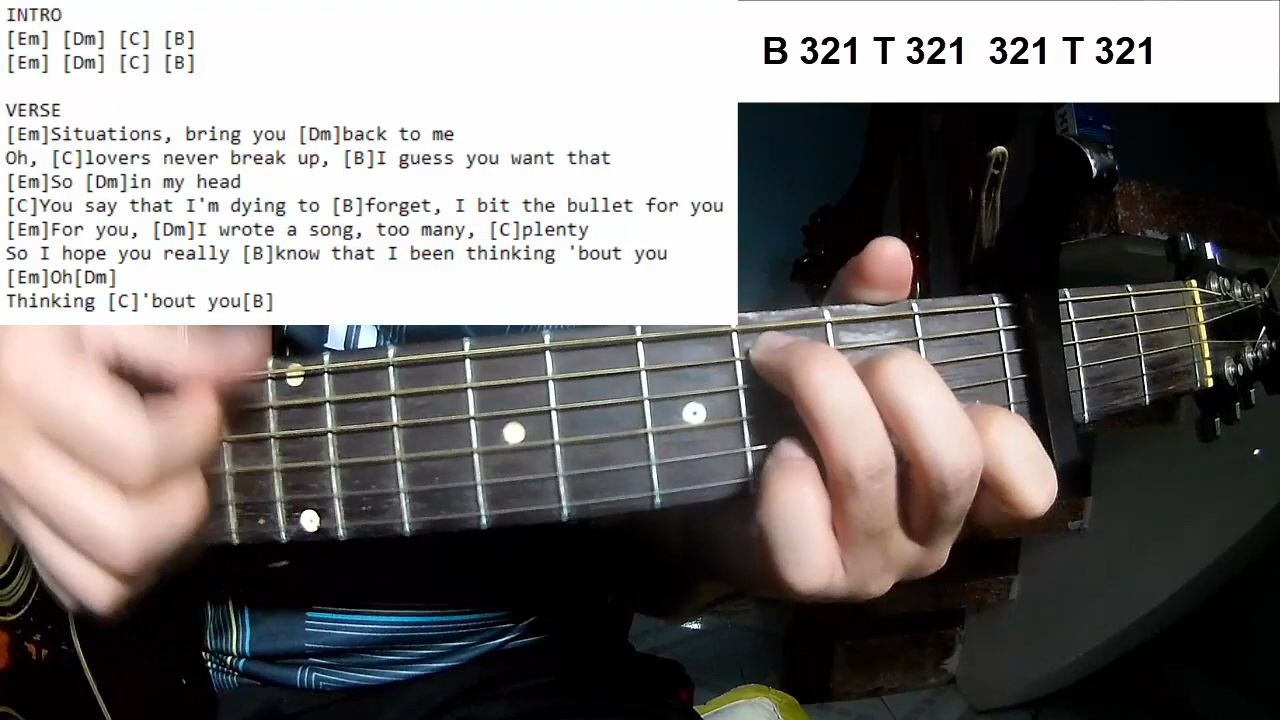 INTRO
[Em] [Dm] [C] [B]
[Em] [Dm] [C] [B]
VERSE
[Em]Situations, bring you [Dm]back to me
Oh, [C]lovers never break up, [B]I guess you want that
[Em]So [Dm]in my head
[C]You say that I'm dying to [B]forget, I bit the bullet for you
[Em]For you, [Dm]I wrote a song, too many, [C]plenty
So I hope you really [B]know that I been thinking 'bout you
[Em]Oh[Dm]
Thinking [C]'bout you[B]
B 321 T 321  321 T 321